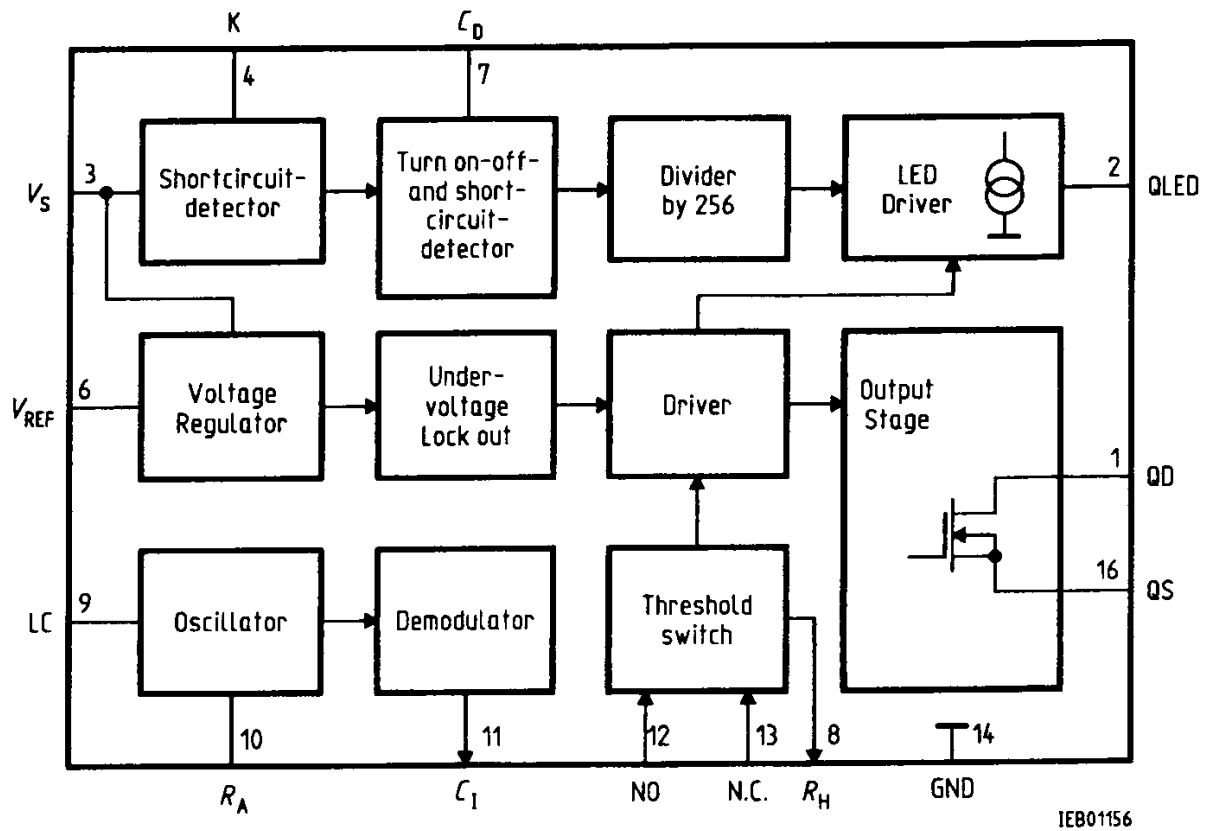 K
C_D
4
7
V_S
3
Shortcircuit-
detector
Turn on-off-
and short-
circuit-
detector
Divider
by 256
LED
Driver
2
QLED
V_REF
6
Voltage
Regulator
Under-
voltage
Lock out
Driver
Output
Stage
1
QD
16
QS
LC
9
Oscillator
Demodulator
Threshold
switch
10
11
12
13
8
14
R_A
C_I
NO
N.C.
R_H
GND
IEB01156